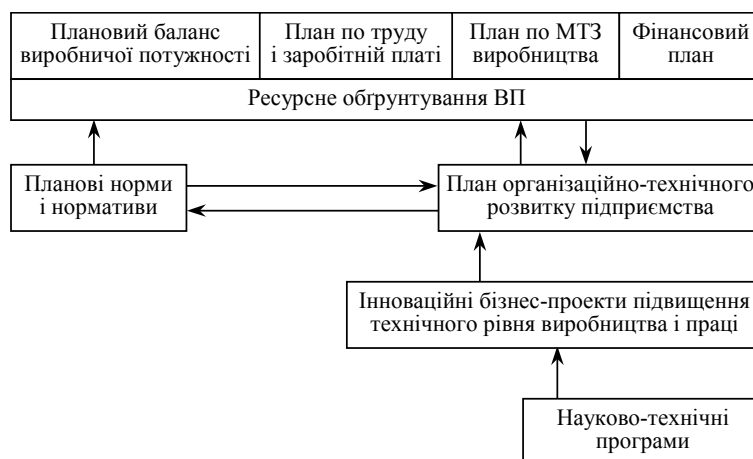 Плановий баланс
виробничої потужності
План по труду
і заробітній платі
План по МТЗ
виробництва
Фінансовий
план
Ресурсне обґрунтування ВП
Планові норми
і нормативи
План організаційно-технічного
розвитку підприємства
Інноваційні бізнес-проекти підвищення
технічного рівня виробництва і праці
Науково-технічні
програми